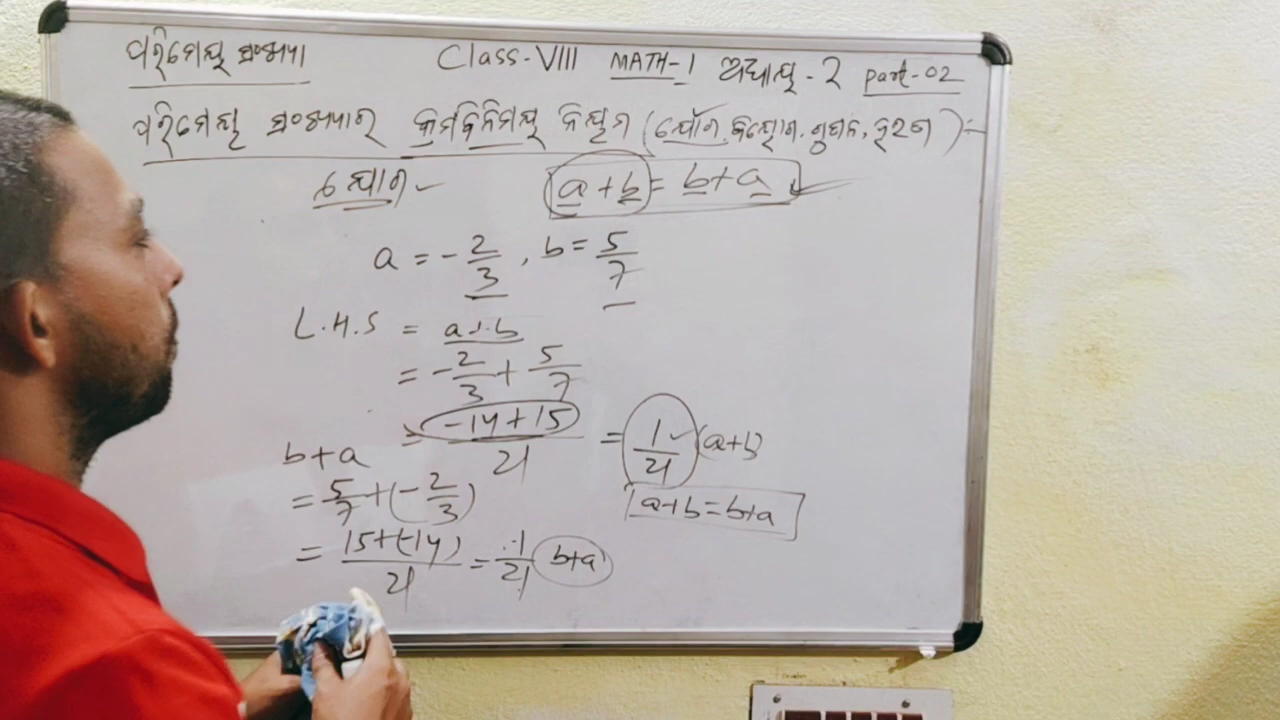 ପରିମେୟ ସଂଖ୍ୟା Class-VIII MATH-1 ଅଧ୍ୟାୟ-2 part-02
ପରିମେୟ ସଂଖ୍ୟାର କ୍ରମବିନିମୟ ନିୟମ (ଯୋଗ, ବିୟୋଗ, ଗୁଣନ, ହରଣ) :-
ଯୋଗ a + b = b + a
a = -2/3 , b = 5/7
L.H.S = a+b
= -2/3 + 5/7
= (-14+15)/21 = 1/21 (a+b)
b+a
= 5/7 + (-2/3) a+b = b+a
= (15+(-14))/21 = 1/21 b+a